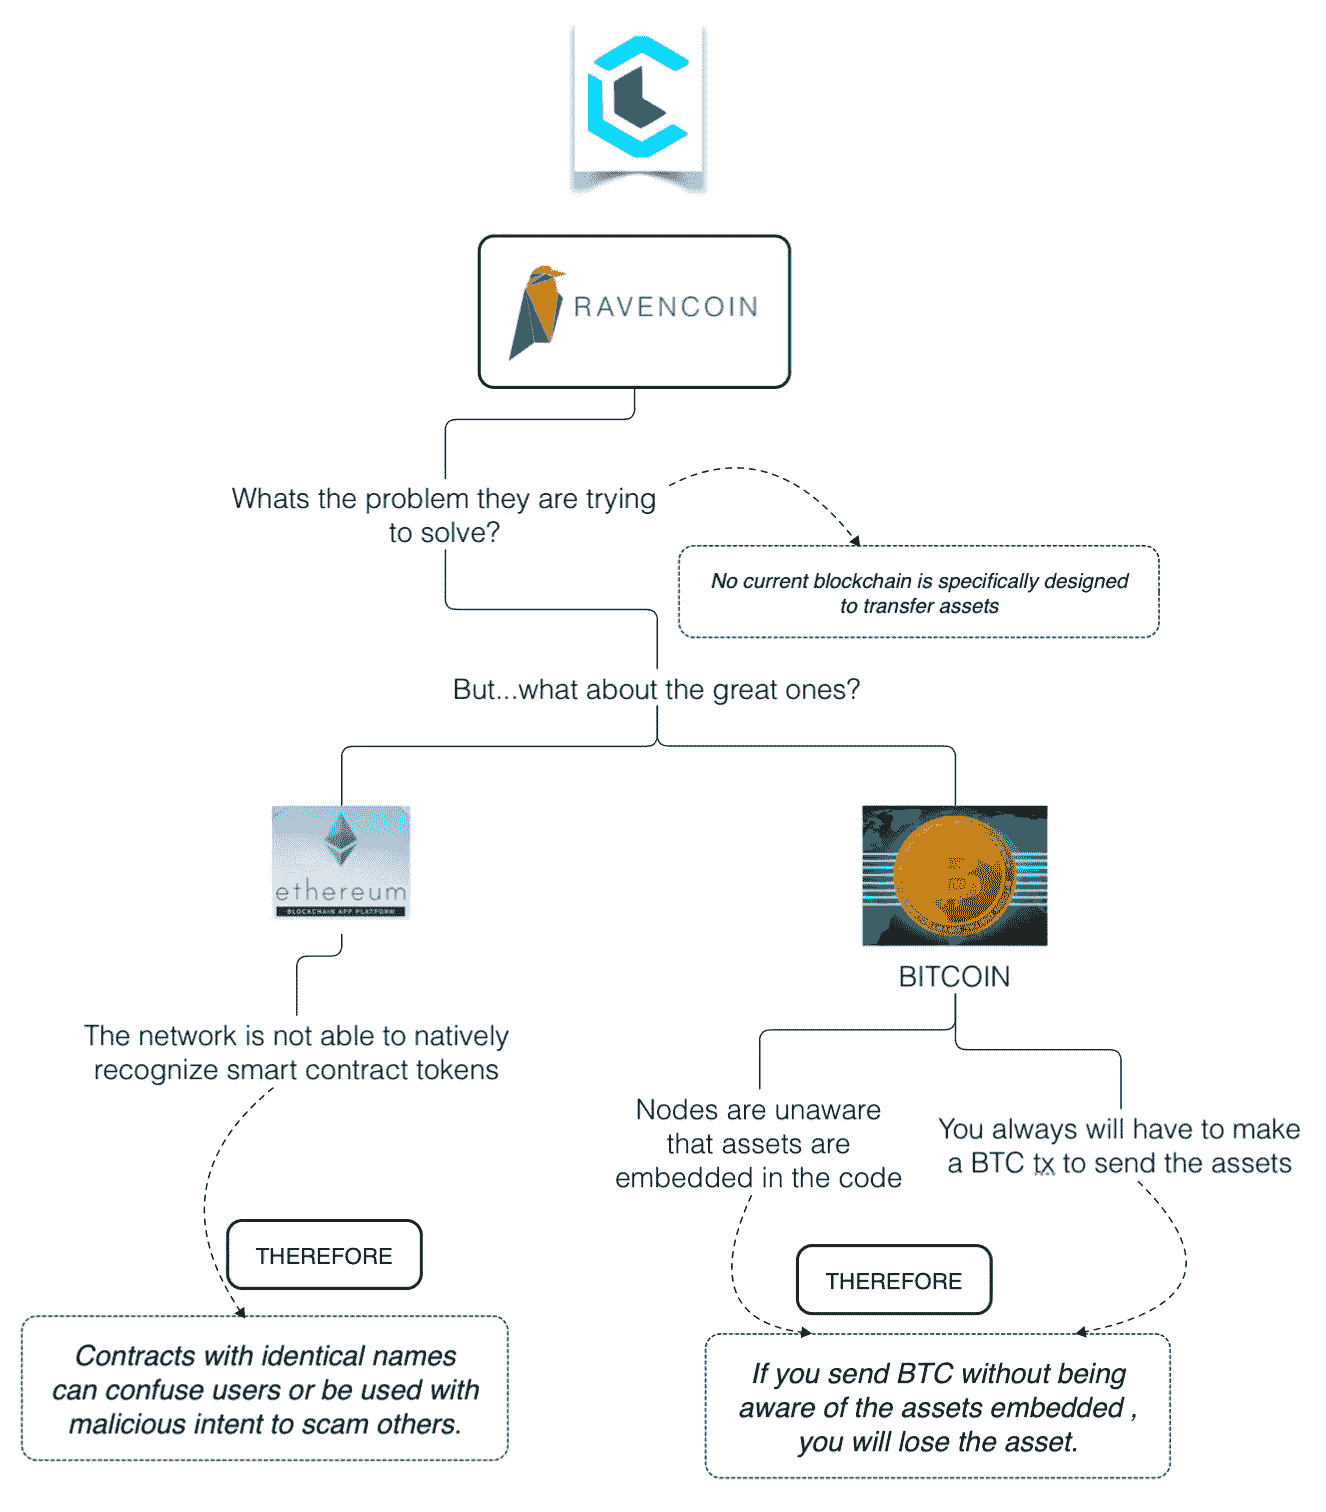 RAVENCOIN
Whats the problem they are trying
to solve?
No current blockchain is specifically designed
to transfer assets
But...what about the great ones?
ethereum
BLOCKCHAIN APP PLATFORM
B
BITCOIN
The network is not able to natively
recognize smart contract tokens
Nodes are unaware
that assets are
embedded in the code
You always will have to make
a BTC tx to send the assets
THEREFORE
THEREFORE
Contracts with identical names
can confuse users or be used with
malicious intent to scam others.
If you send BTC without being
aware of the assets embedded ,
you will lose the asset.